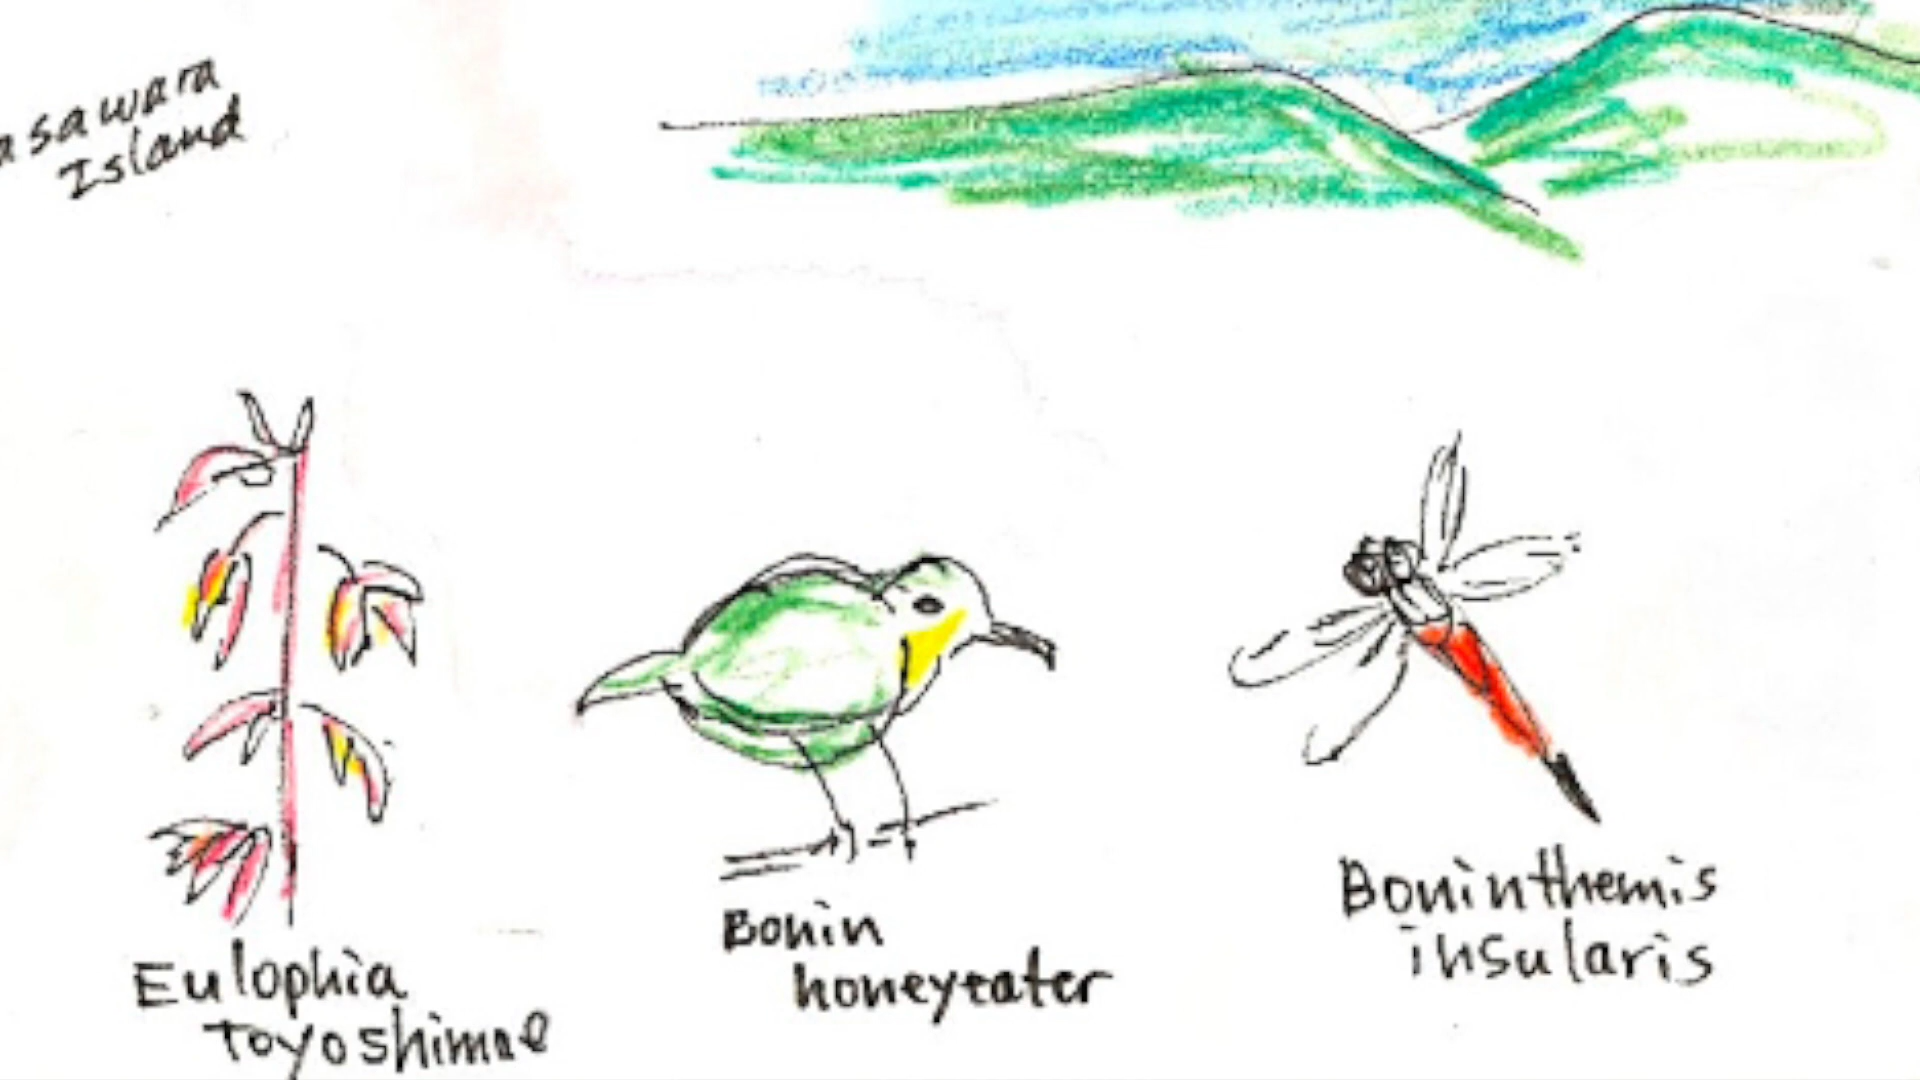 asawara
Island
Eulophia
Toyoshimae
Bonin
honeyeater
Boninthemis
insularis